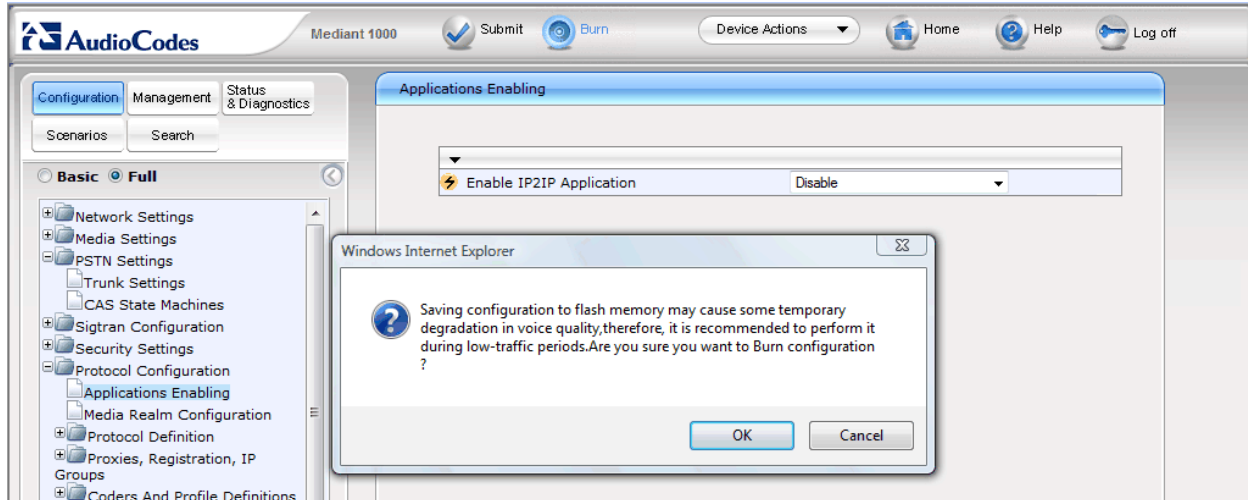 AudioCodes
Mediant 1000
Submit
Burn
Device Actions
Home
Help
Log off
Configuration
Management
Status
& Diagnostics
Scenarios
Search
Basic
Full
Network Settings
Media Settings
PSTN Settings
Trunk Settings
CAS State Machines
Sigtran Configuration
Security Settings
Protocol Configuration
Applications Enabling
Media Realm Configuration
Protocol Definition
Proxies, Registration, IP
Groups
Coders And Profile Definitions
Applications Enabling
Enable IP2IP Application
Disable
Windows Internet Explorer
Saving configuration to flash memory may cause some temporary
degradation in voice quality,therefore, it is recommended to perform it
during low-traffic periods.Are you sure you want to Burn configuration
?
OK
Cancel